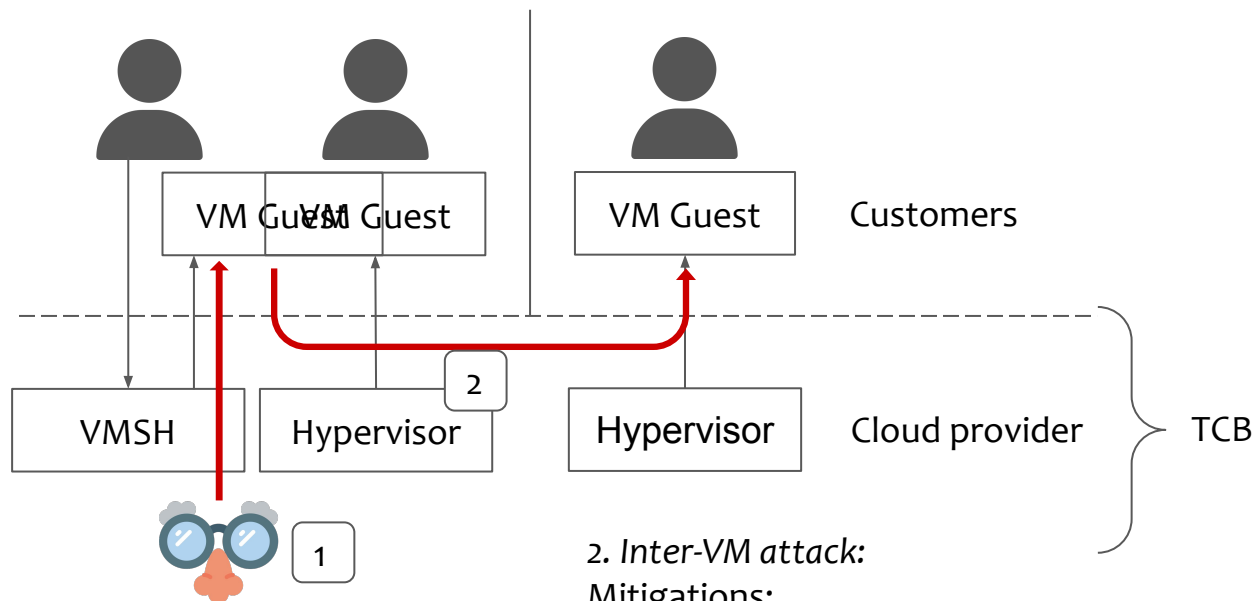 VM Guest
VM Guest
VM Guest
Customers
2
VMSH
Hypervisor
Hypervisor
Cloud provider
TCB
1
2. Inter-VM attack:
Mitigations: